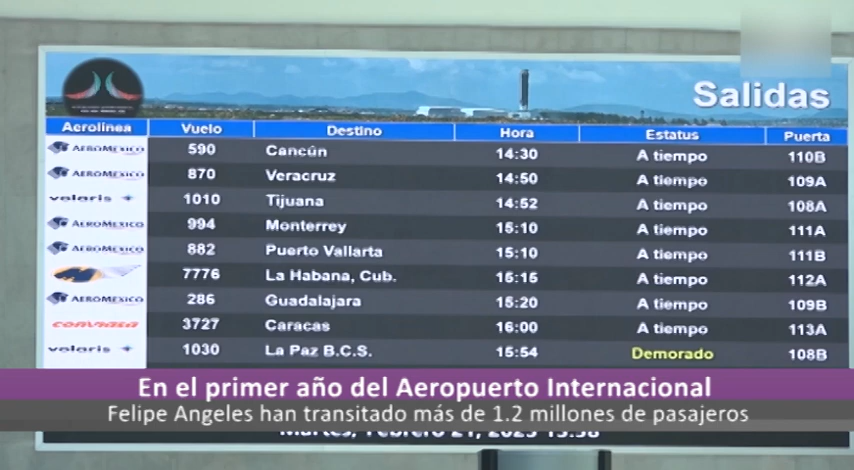 Salidas
Aerolínea Vuelo Destino Hora Estatus Puerta
AEROMEXICO 590 Cancún 14:30 A tiempo 110B
AEROMEXICO 870 Veracruz 14:50 A tiempo 109A
volaris 1010 Tijuana 14:52 A tiempo 108A
AEROMEXICO 994 Monterrey 15:10 A tiempo 111A
AEROMEXICO 882 Puerto Vallarta 15:10 A tiempo 111B
7776 La Habana, Cub. 15:15 A tiempo 112A
AEROMEXICO 286 Guadalajara 15:20 A tiempo 109B
conviasa 3727 Caracas 16:00 A tiempo 113A
volaris 1030 La Paz B.C.S. 15:54 Demorado 108B
En el primer año del Aeropuerto Internacional
Felipe Angeles han transitado más de 1.2 millones de pasajeros
Martes, Febrero 21, 2023